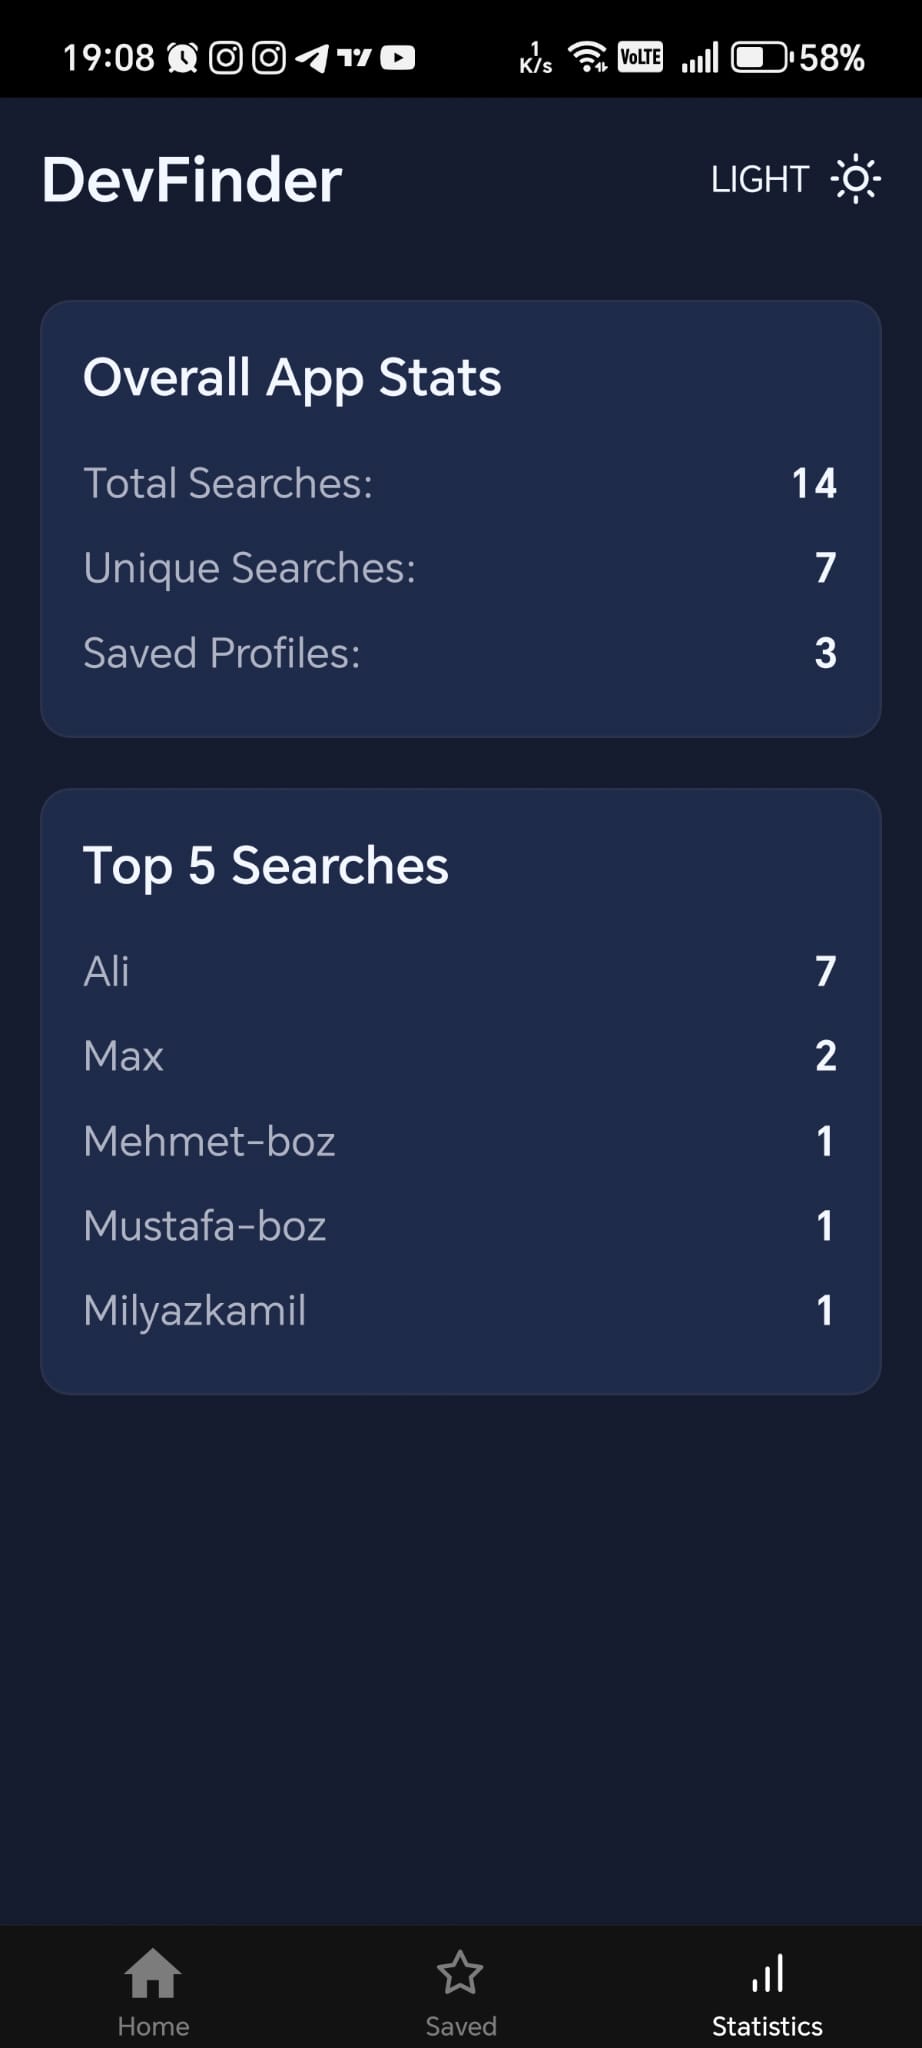 19:08 1 K/s VoLTE 58%
DevFinder LIGHT
Overall App Stats
Total Searches: 14
Unique Searches: 7
Saved Profiles: 3
Top 5 Searches
Ali 7
Max 2
Mehmet-boz 1
Mustafa-boz 1
Milyazkamil 1
Home Saved Statistics